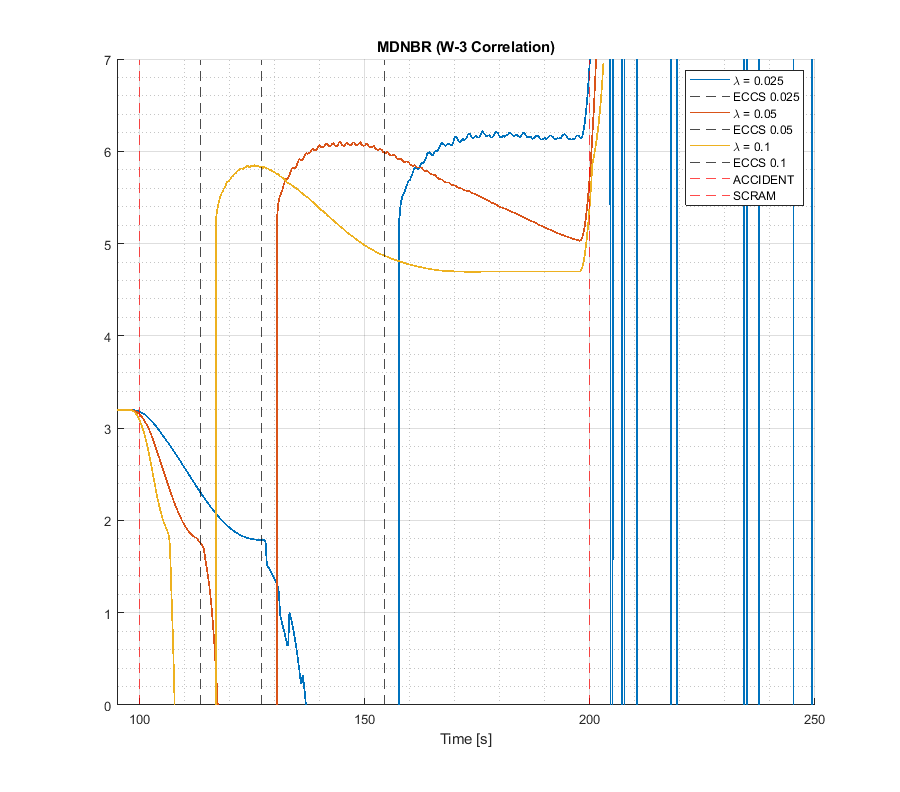 MDNBR (W-3 Correlation)
7
6
5
4
3
2
1
0
100
150
200
250
Time [s]
λ = 0.025
ECCS 0.025
λ = 0.05
ECCS 0.05
λ = 0.1
ECCS 0.1
ACCIDENT
SCRAM